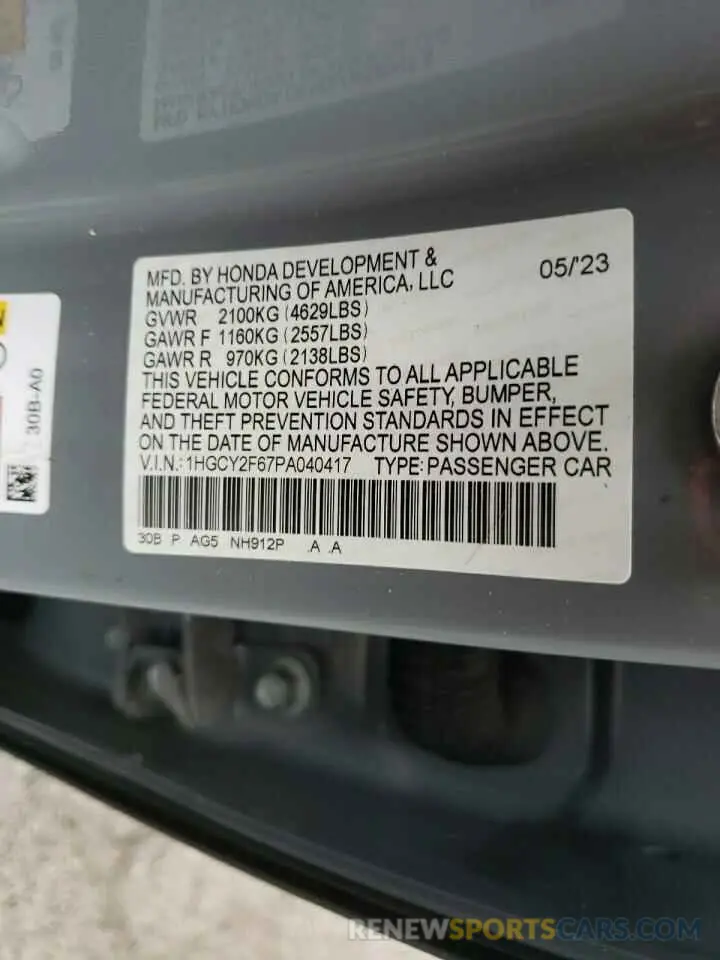 MFD. BY HONDA DEVELOPMENT &
MANUFACTURING OF AMERICA, LLC
05/'23
GVWR 2100KG (4629LBS)
GAWR F 1160KG (2557LBS)
GAWR R 970KG (2138LBS)
THIS VEHICLE CONFORMS TO ALL APPLICABLE
FEDERAL MOTOR VEHICLE SAFETY, BUMPER,
AND THEFT PREVENTION STANDARDS IN EFFECT
ON THE DATE OF MANUFACTURE SHOWN ABOVE.
V.I.N.: 1HGCY2F67PA040417 TYPE: PASSENGER CAR
30B P AG5 NH912P .A .A
30B-A0
RENEWSPORTSCARS.COM